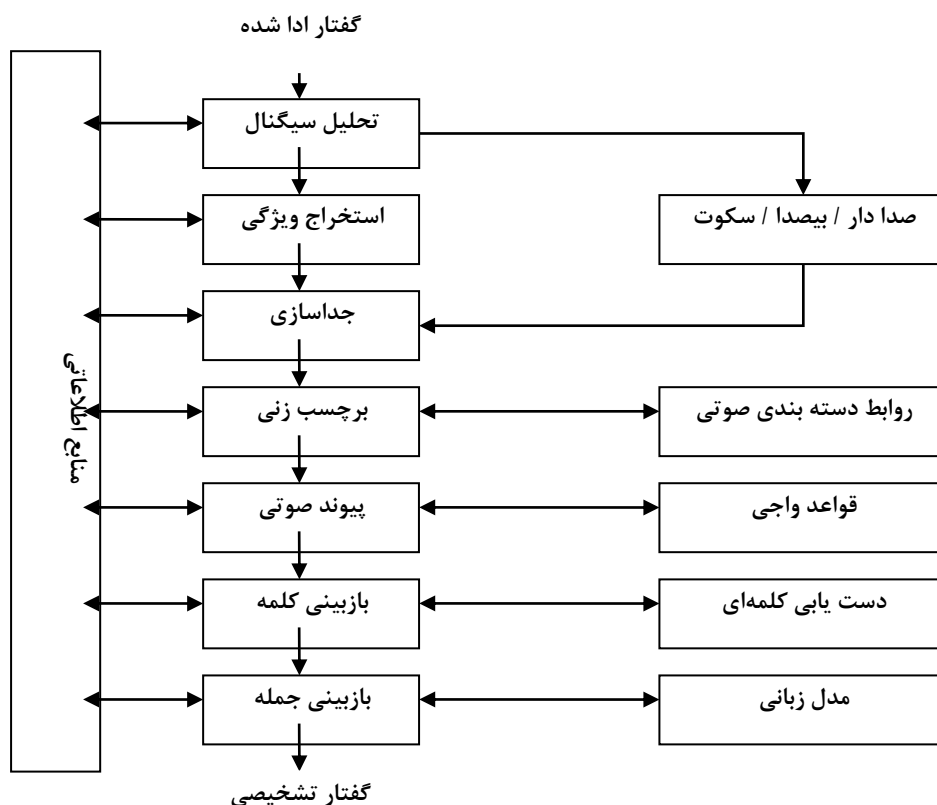 گفتار ادا شده
تحلیل سیگنال
صدا دار / بیصدا / سکوت
استخراج ویژگی
جداسازی
منابع اطلاعاتی
روابط دسته بندی صوتی
برچسب زنی
قواعد واجی
پیوند صوتی
دست یابی کلمه‌ای
بازبینی کلمه
مدل زبانی
بازبینی جمله
گفتار تشخیصی